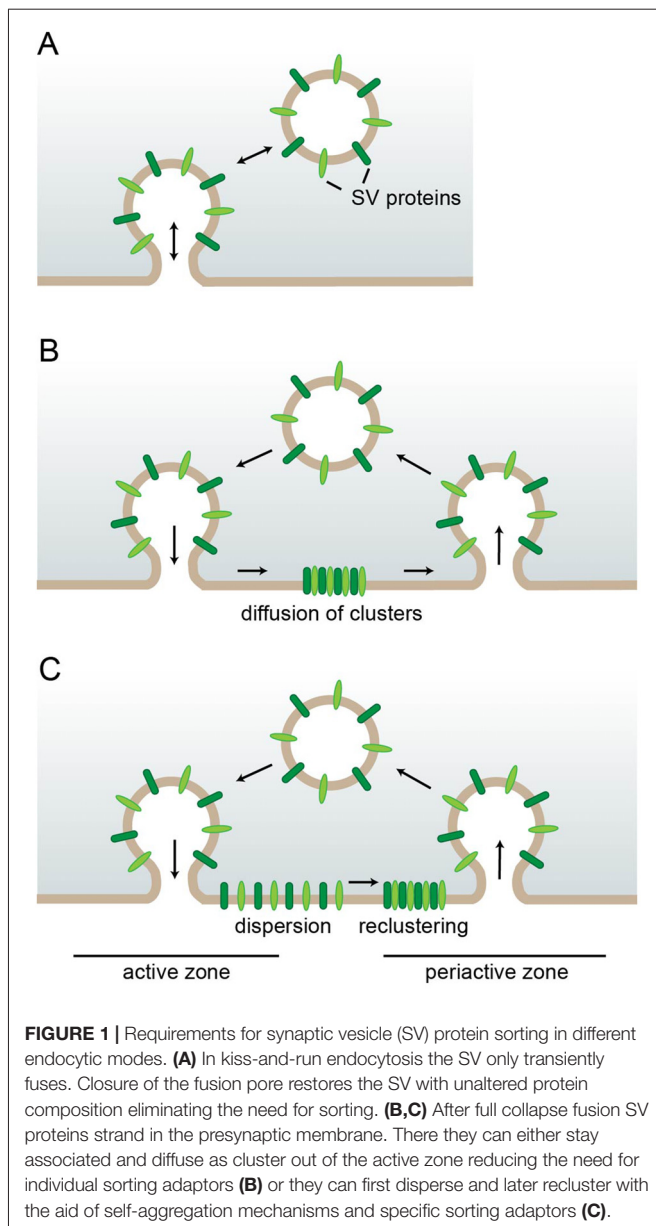 A
SV proteins
B
diffusion of clusters
C
dispersion reclustering
active zone periactive zone
FIGURE 1 | Requirements for synaptic vesicle (SV) protein sorting in different
endocytic modes. (A) In kiss-and-run endocytosis the SV only transiently
fuses. Closure of the fusion pore restores the SV with unaltered protein
composition eliminating the need for sorting. (B,C) After full collapse fusion SV
proteins strand in the presynaptic membrane. There they can either stay
associated and diffuse as cluster out of the active zone reducing the need for
individual sorting adaptors (B) or they can first disperse and later recluster with
the aid of self-aggregation mechanisms and specific sorting adaptors (C).